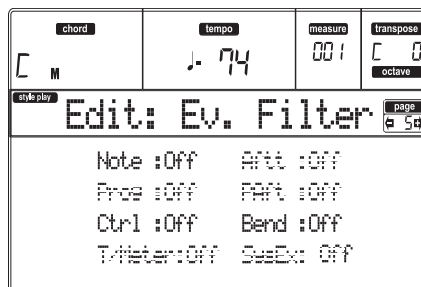 chord tempo measure transpose
C M ♩- 74 001 C 0
octave
style play Edit: Ev. Filter page 5
Note :Off Aftt :Off
Prog :Off PAft :Off
Ctrl :Off Bend :Off
T/Meter:Off SysEx: Off